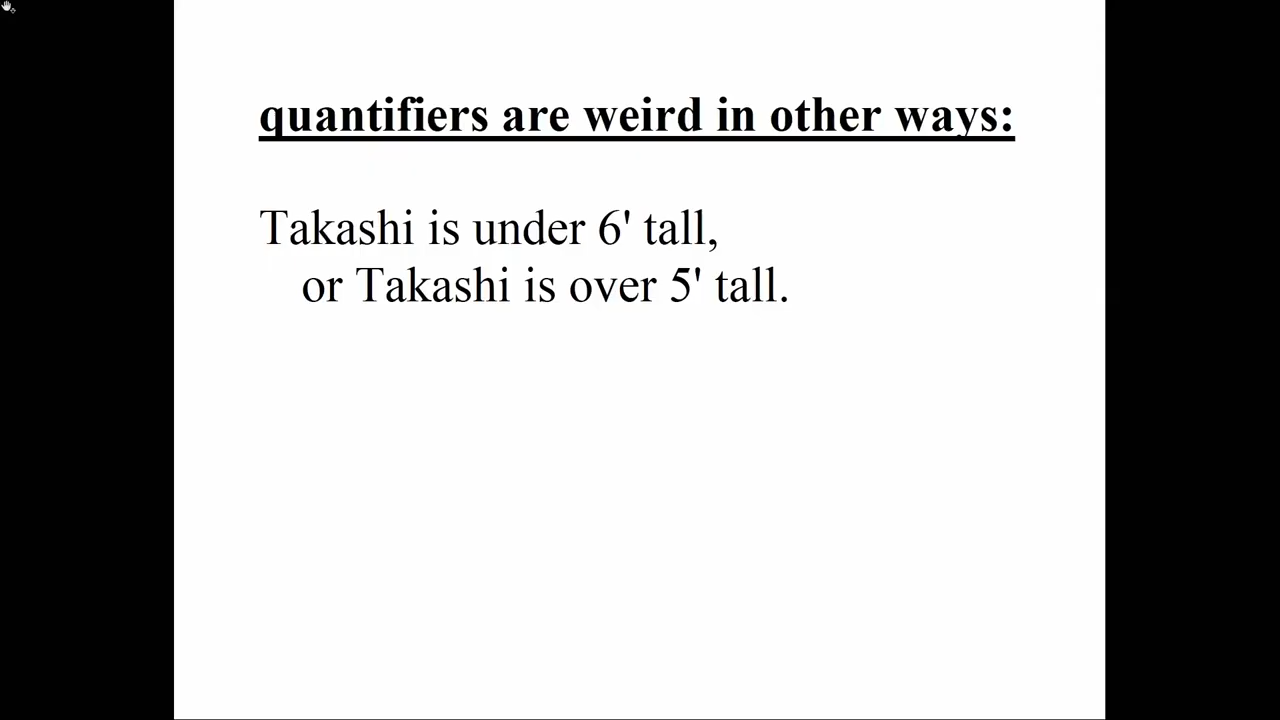 quantifiers are weird in other ways:
Takashi is under 6' tall,
or Takashi is over 5' tall.